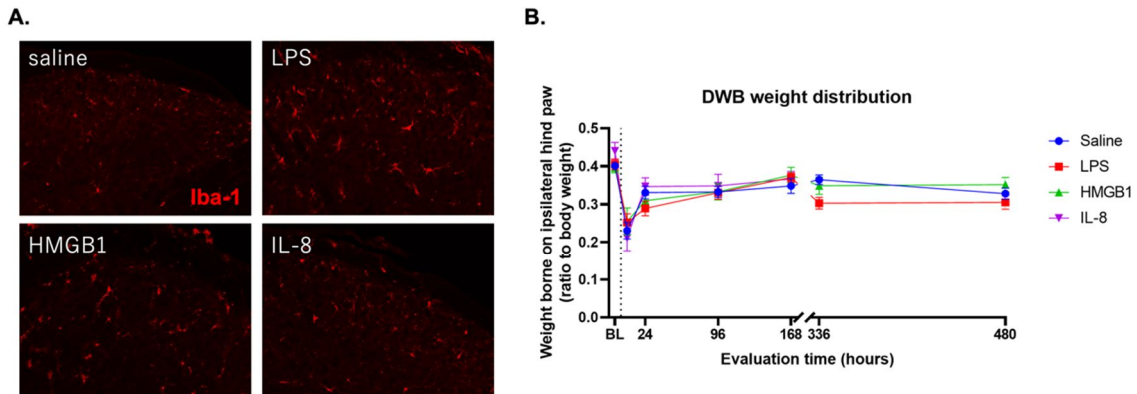 A.
saline
LPS
Iba-1
HMGB1
IL-8
B.
DWB weight distribution
Weight borne on ipsilateral hind paw
(ratio to body weight)
0.5
0.4
0.3
0.2
0.1
0.0
BL
24
96
168
336
480
Evaluation time (hours)
Saline
LPS
HMGB1
IL-8